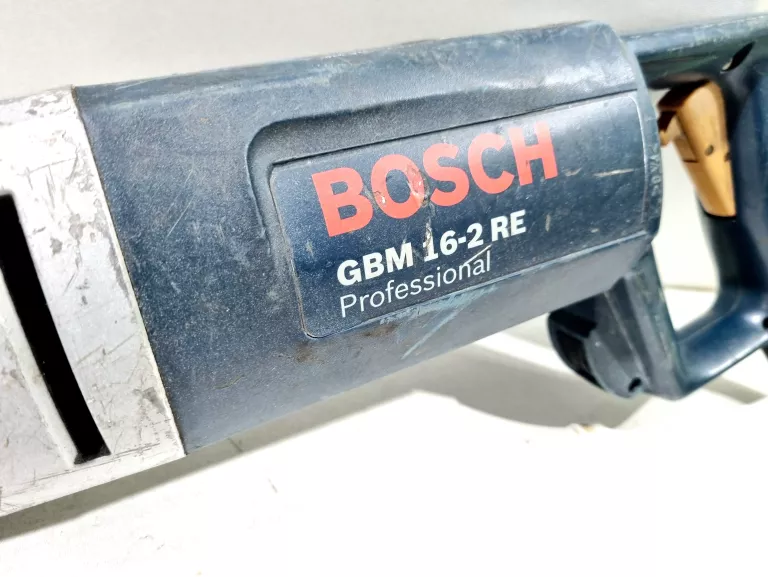 BOSCH
GBM 16-2 RE
Professional